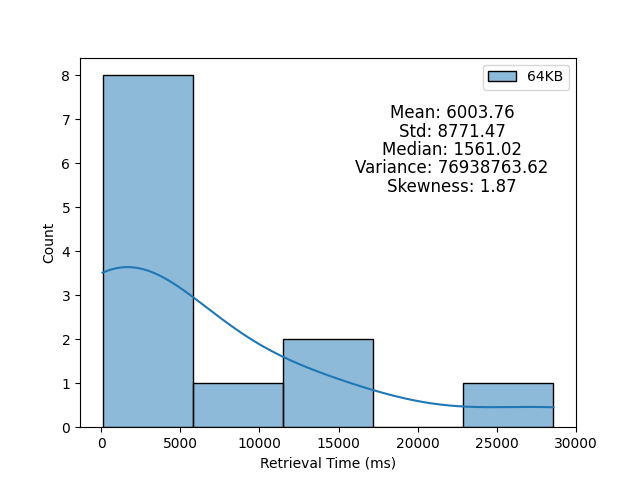 64KB
Mean: 6003.76
Std: 8771.47
Median: 1561.02
Variance: 76938763.62
Skewness: 1.87
Count
8
7
6
5
4
3
2
1
0
0 5000 10000 15000 20000 25000 30000
Retrieval Time (ms)